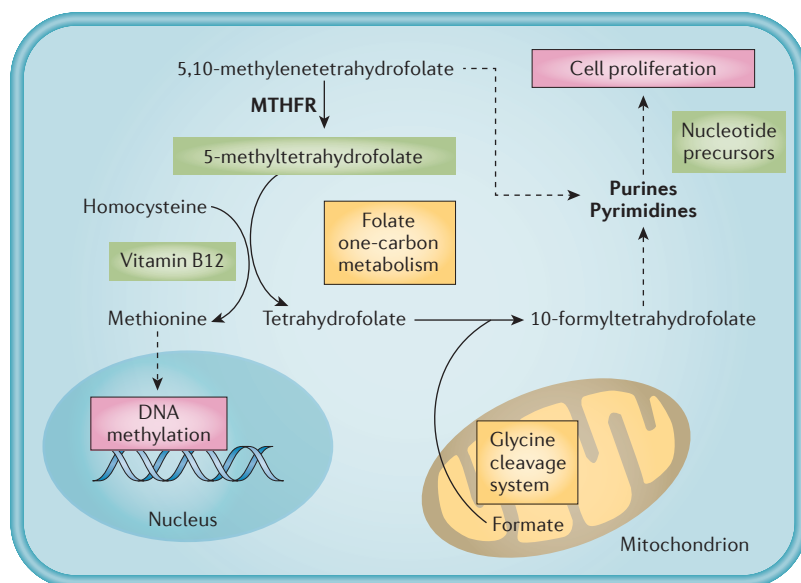 5,10-methylenetetrahydrofolate
Cell proliferation
MTHFR
Nucleotide
precursors
5-methyltetrahydrofolate
Purines
Pyrimidines
Homocysteine
Folate
one-carbon
metabolism
Vitamin B12
Methionine
Tetrahydrofolate
10-formyltetrahydrofolate
DNA
methylation
Glycine
cleavage
system
Nucleus
Formate
Mitochondrion